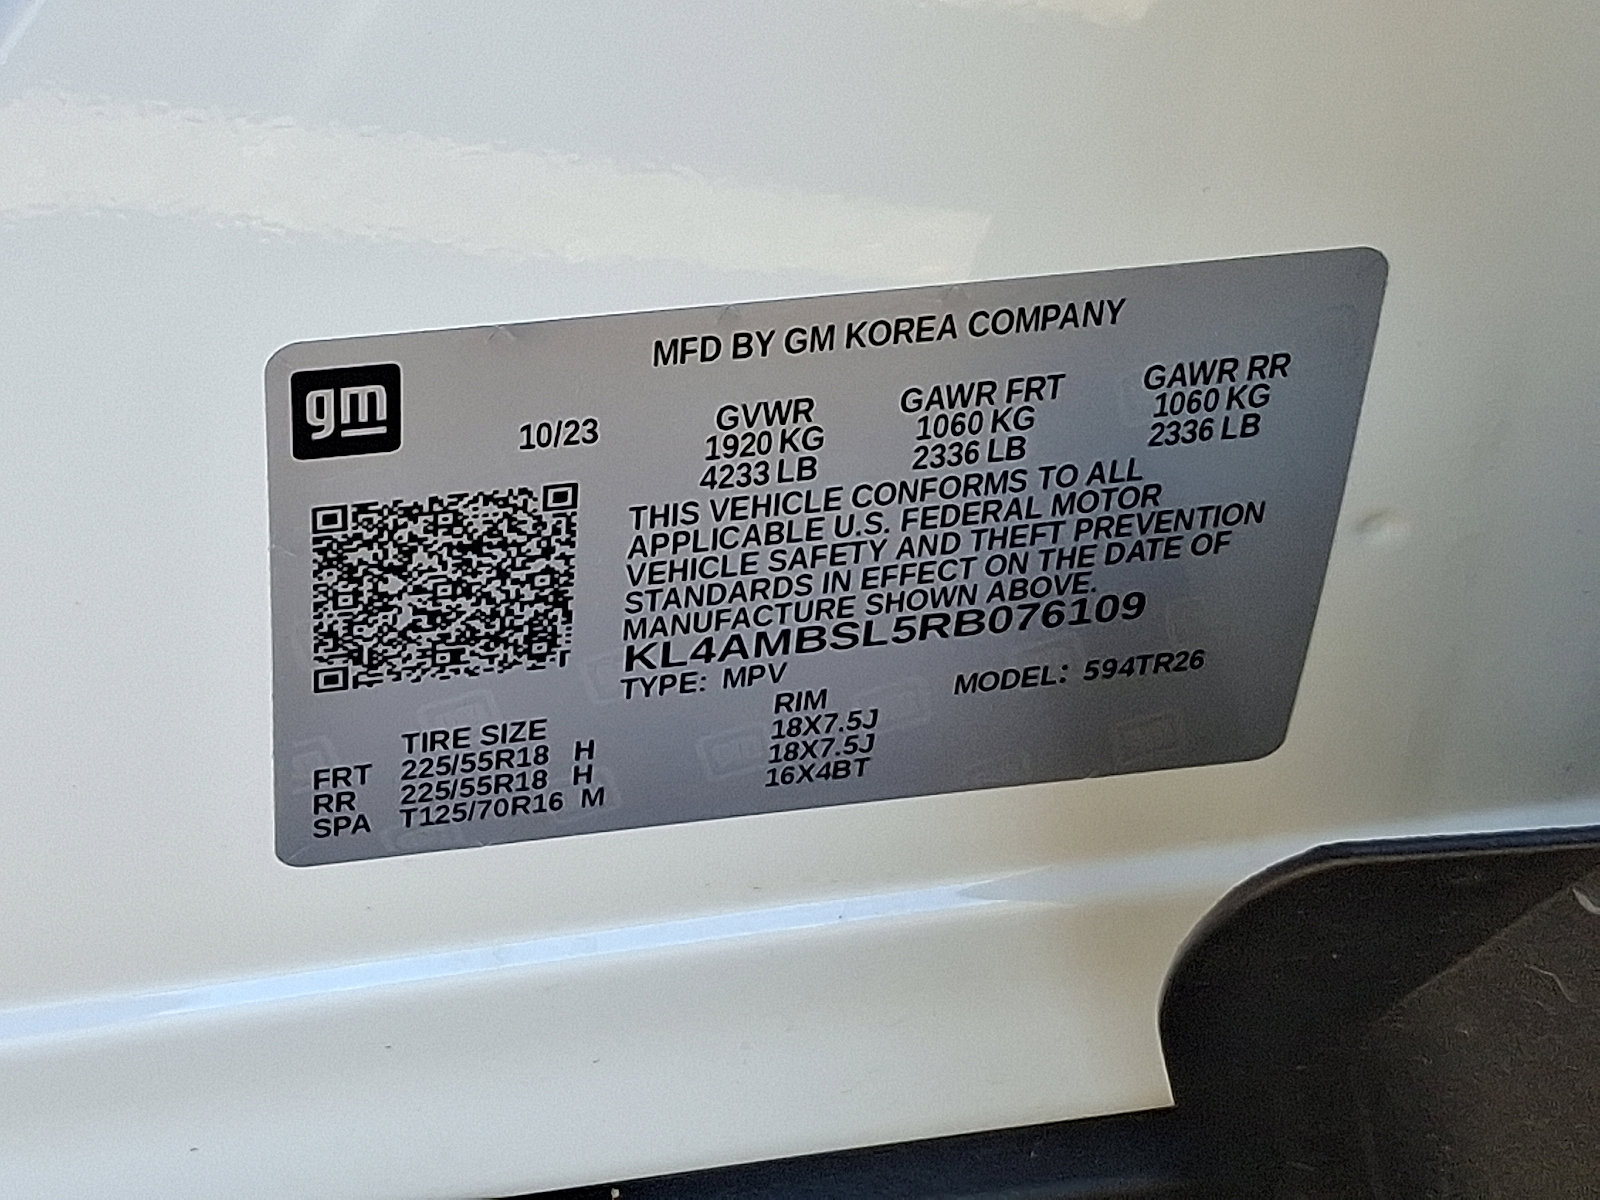 MFD BY GM KOREA COMPANY
gm
10/23
GVWR GAWR FRT GAWR RR
1920 KG 1060 KG 1060 KG
4233 LB 2336 LB 2336 LB
THIS VEHICLE CONFORMS TO ALL
APPLICABLE U.S. FEDERAL MOTOR
VEHICLE SAFETY AND THEFT PREVENTION
STANDARDS IN EFFECT ON THE DATE OF
MANUFACTURE SHOWN ABOVE.
KL4AMBSL5RB076109
TYPE: MPV MODEL: 594TR26
TIRE SIZE RIM
FRT 225/55R18 H 18X7.5J
RR 225/55R18 H 18X7.5J
SPA T125/70R16 M 16X4BT